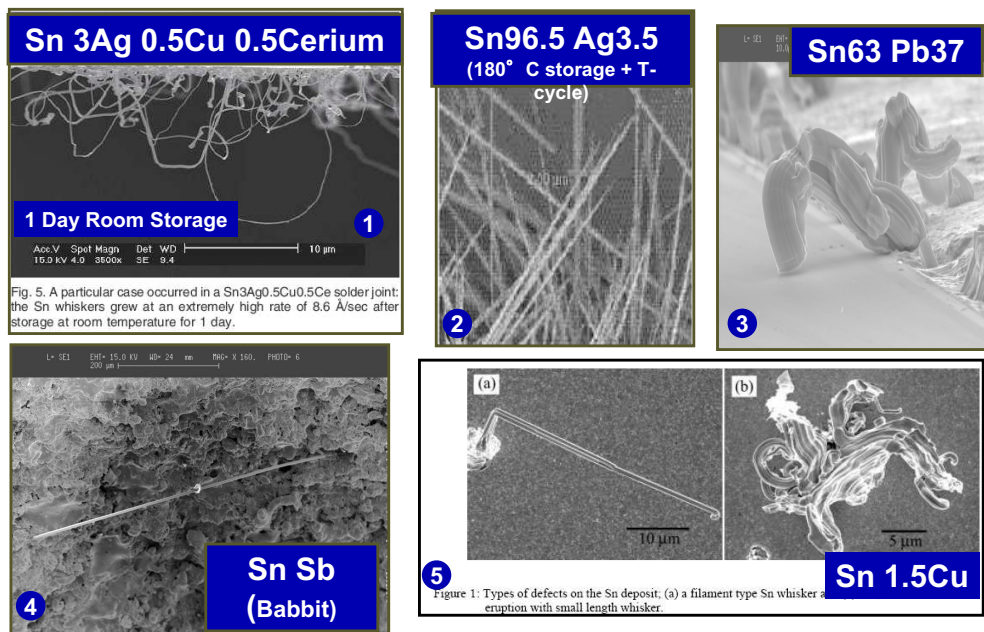 Sn 3Ag 0.5Cu 0.5Cerium
1 Day Room Storage
1
Acc.V Spot Magn Det WD 10 µm
15.0 kV 4.0 3500x SE 9.4
Fig. 5. A particular case occurred in a Sn3Ag0.5Cu0.5Ce solder joint:
the Sn whiskers grew at an extremely high rate of 8.6 Å/sec after
storage at room temperature for 1 day.
Sn96.5 Ag3.5
(180° C storage + T-
cycle)
2
L= SE1 EHT=
10.0µ
Sn63 Pb37
3
L= SE1 EHT= 15.0 KV WD= 24 mm MAG= X 160. PHOTO= 6
200 µm
Sn Sb
(Babbit)
4
(a)
10 µm
(b)
5 µm
5
Sn 1.5Cu
Figure 1: Types of defects on the Sn deposit; (a) a filament type Sn whisker a
eruption with small length whisker.